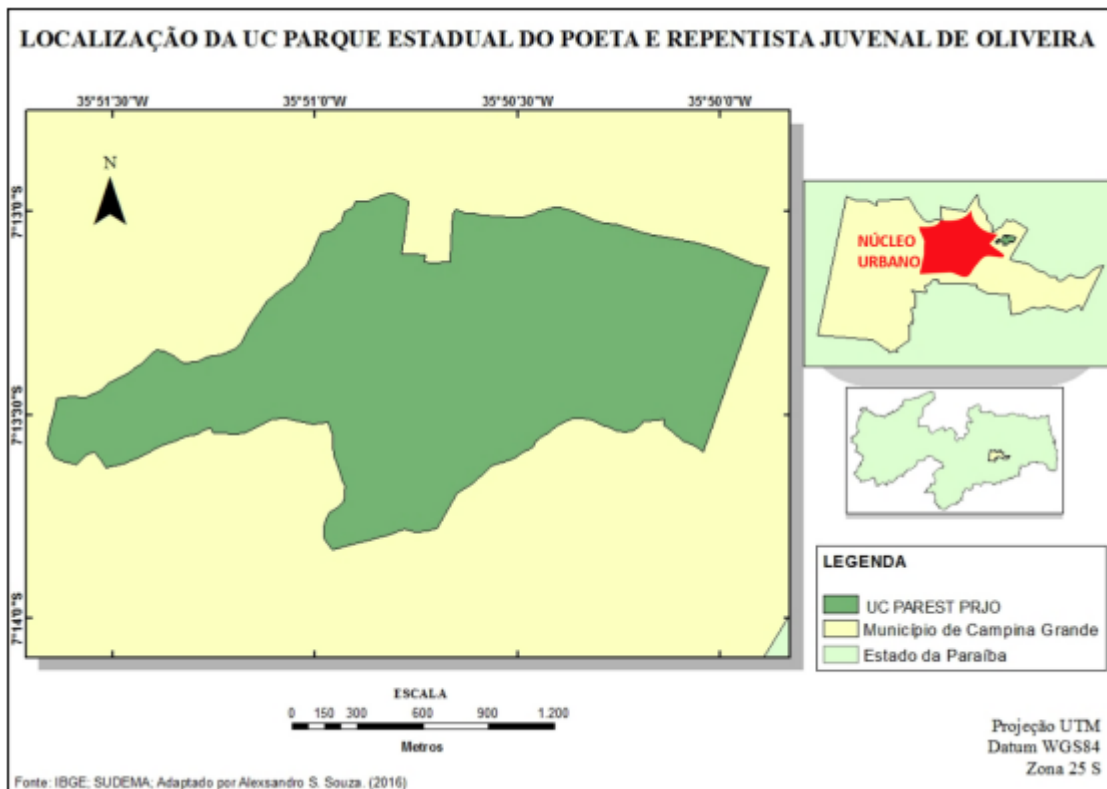 LOCALIZAÇÃO DA UC PARQUE ESTADUAL DO POETA E REPENTISTA JUVENAL DE OLIVEIRA
35°51'30"W
35°51'0"W
35°50'30"W
35°50'0"W
N
7°13'0"S
7°13'30"S
7°14'0"S
NÚCLEO
URBANO
LEGENDA
UC PAREST PRJO
Município de Campina Grande
Estado da Paraíba
ESCALA
0 150 300 600 900 1.200
Metros
Projeção UTM
Datum WGS84
Zona 25 S
Fonte: IBGE; SUDEMA; Adaptado por Alexsandro S. Souza. (2016)